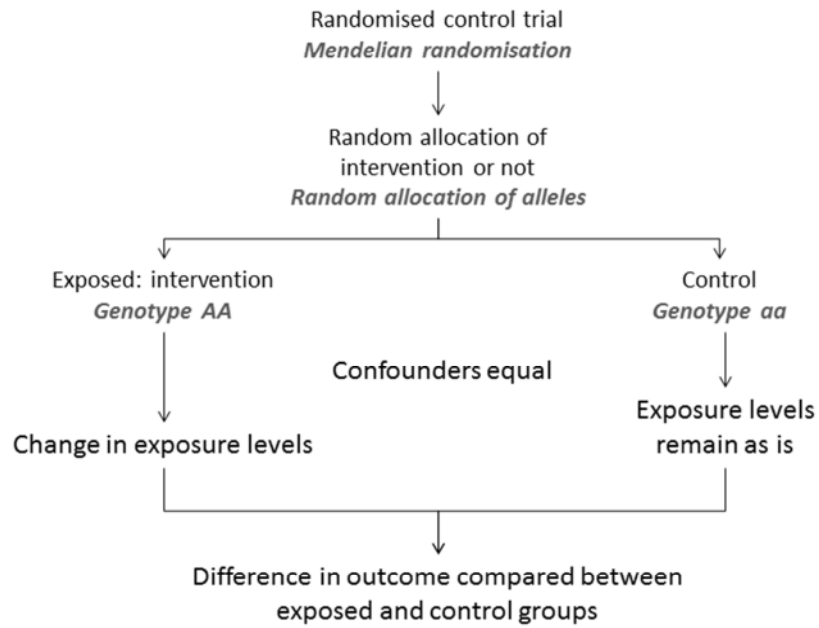 Randomised control trial
Mendelian randomisation
Random allocation of
intervention or not
Random allocation of alleles
Exposed: intervention
Genotype AA
Control
Genotype aa
Confounders equal
Change in exposure levels
Exposure levels
remain as is
Difference in outcome compared between
exposed and control groups